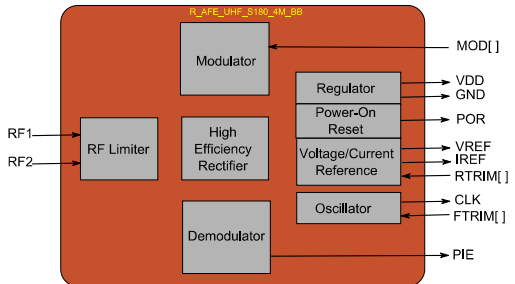 R_AFE_UHF_S180_4M_BB
Modulator
MOD[ ]
Regulator
VDD
GND
Power-On
Reset
POR
RF1
RF2
RF Limiter
High
Efficiency
Rectifier
Voltage/Current
Reference
VREF
IREF
RTRIM[ ]
Oscillator
CLK
FTRIM[ ]
Demodulator
PIE